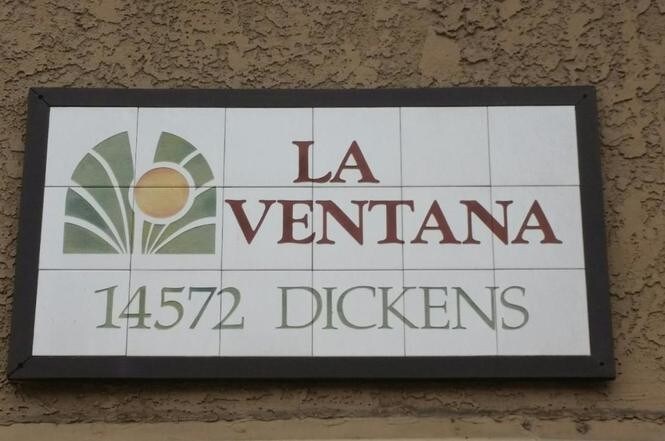 LA
VENTANA
14572 DICKENS